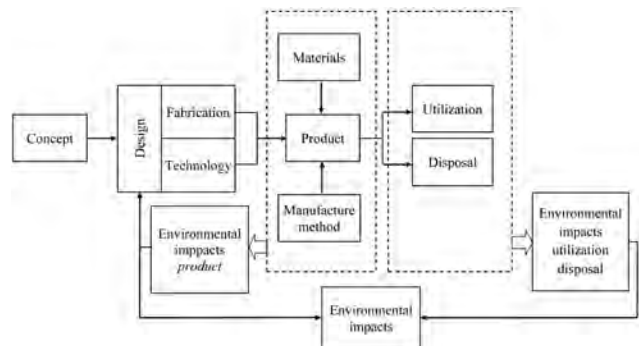 Concept
Design
Fabrication
Technology
Materials
Product
Manufacture
method
Utilization
Disposal
Environmental
imppacts
product
Environmental
impacts
utilization
disposal
Environmental
impacts